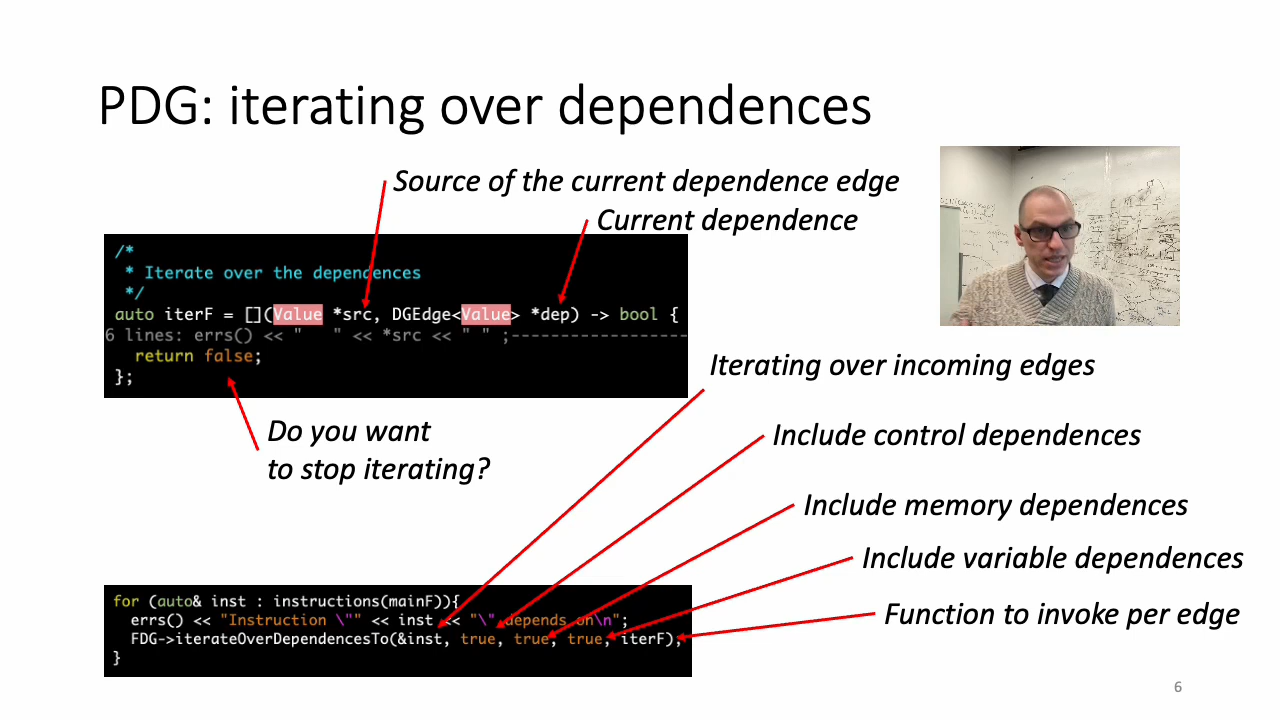 PDG: iterating over dependences
Source of the current dependence edge
Current dependence
/*
 * Iterate over the dependences
 */
auto iterF = [](Value *src, DGEdge<Value> *dep) -> bool {
6 lines: errs() << "   " << *src << " " ;------------------
  return false;
};
Iterating over incoming edges
Do you want
to stop iterating?
Include control dependences
Include memory dependences
Include variable dependences
Function to invoke per edge
for (auto& inst : instructions(mainF)){
  errs() << "Instruction \"" << inst << "\" depends on\n";
  FDG->iterateOverDependencesTo(&inst, true, true, true, iterF);
}
6